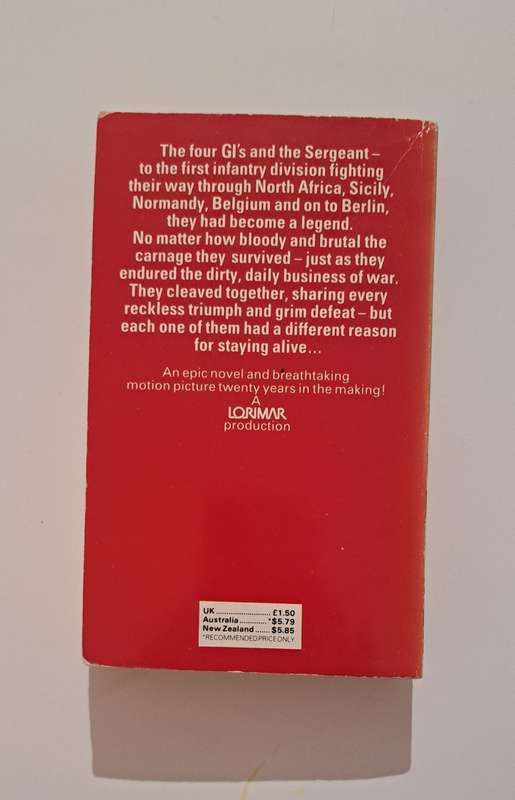 The four GI's and the Sergeant –
to the first infantry division fighting
their way through North Africa, Sicily,
Normandy, Belgium and on to Berlin,
they had become a legend.
No matter how bloody and brutal the
carnage they survived – just as they
endured the dirty, daily business of war.
They cleaved together, sharing every
reckless triumph and grim defeat – but
each one of them had a different reason
for staying alive...
An epic novel and breathtaking
motion picture twenty years in the making!
A
LORIMAR
production
UK ........................ £1.50
Australia ............ *$5.79
New Zealand ...... $5.85
*RECOMMENDED PRICE ONLY